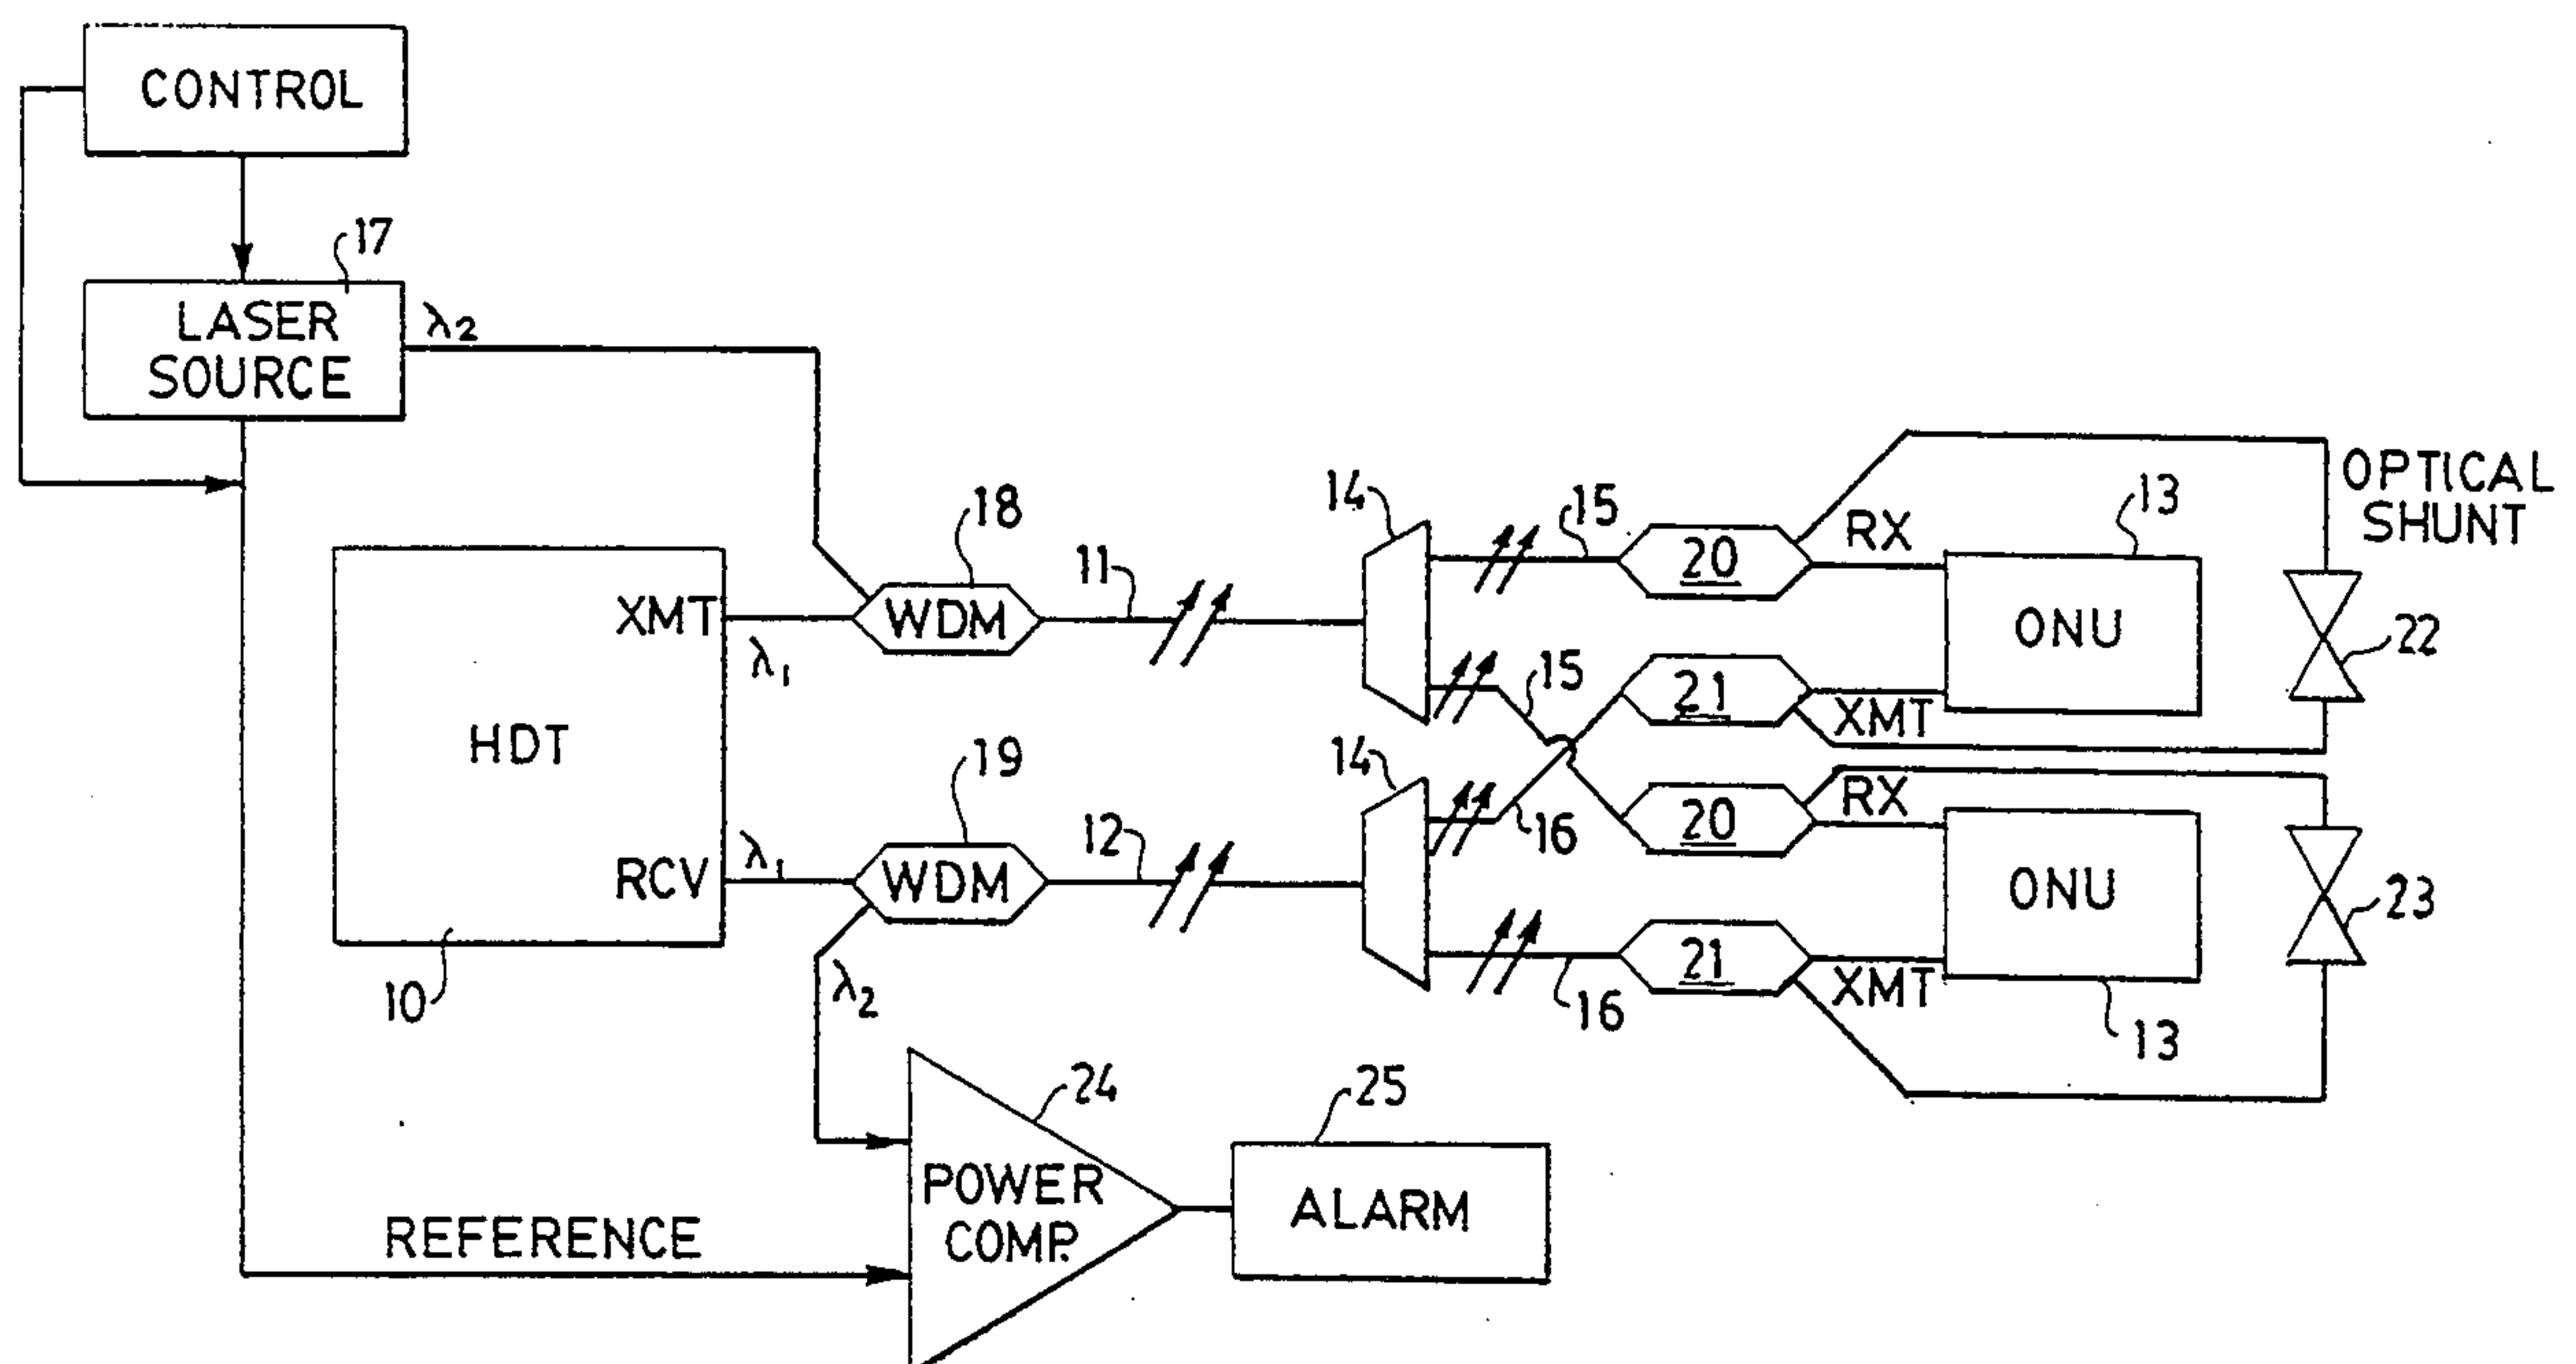 CONTROL
17
LASER
SOURCE
λ2
18
11
14
15
20
RX
13
OPTICAL
SHUNT
XMT
λ1
WDM
ONU
22
15
21
XMT
HDT
19
12
14
16
20
RX
RCV
λ1
WDM
ONU
23
10
λ2
16
21
XMT
13
24
25
POWER
COMP.
ALARM
REFERENCE